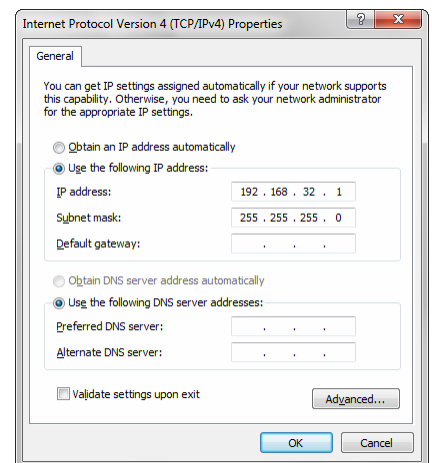 Internet Protocol Version 4 (TCP/IPv4) Properties
General
You can get IP settings assigned automatically if your network supports
this capability. Otherwise, you need to ask your network administrator
for the appropriate IP settings.
Obtain an IP address automatically
Use the following IP address:
IP address: 192 . 168 . 32 . 1
Subnet mask: 255 . 255 . 255 . 0
Default gateway: . . .
Obtain DNS server address automatically
Use the following DNS server addresses:
Preferred DNS server: . . .
Alternate DNS server: . . .
Validate settings upon exit
Advanced...
OK Cancel